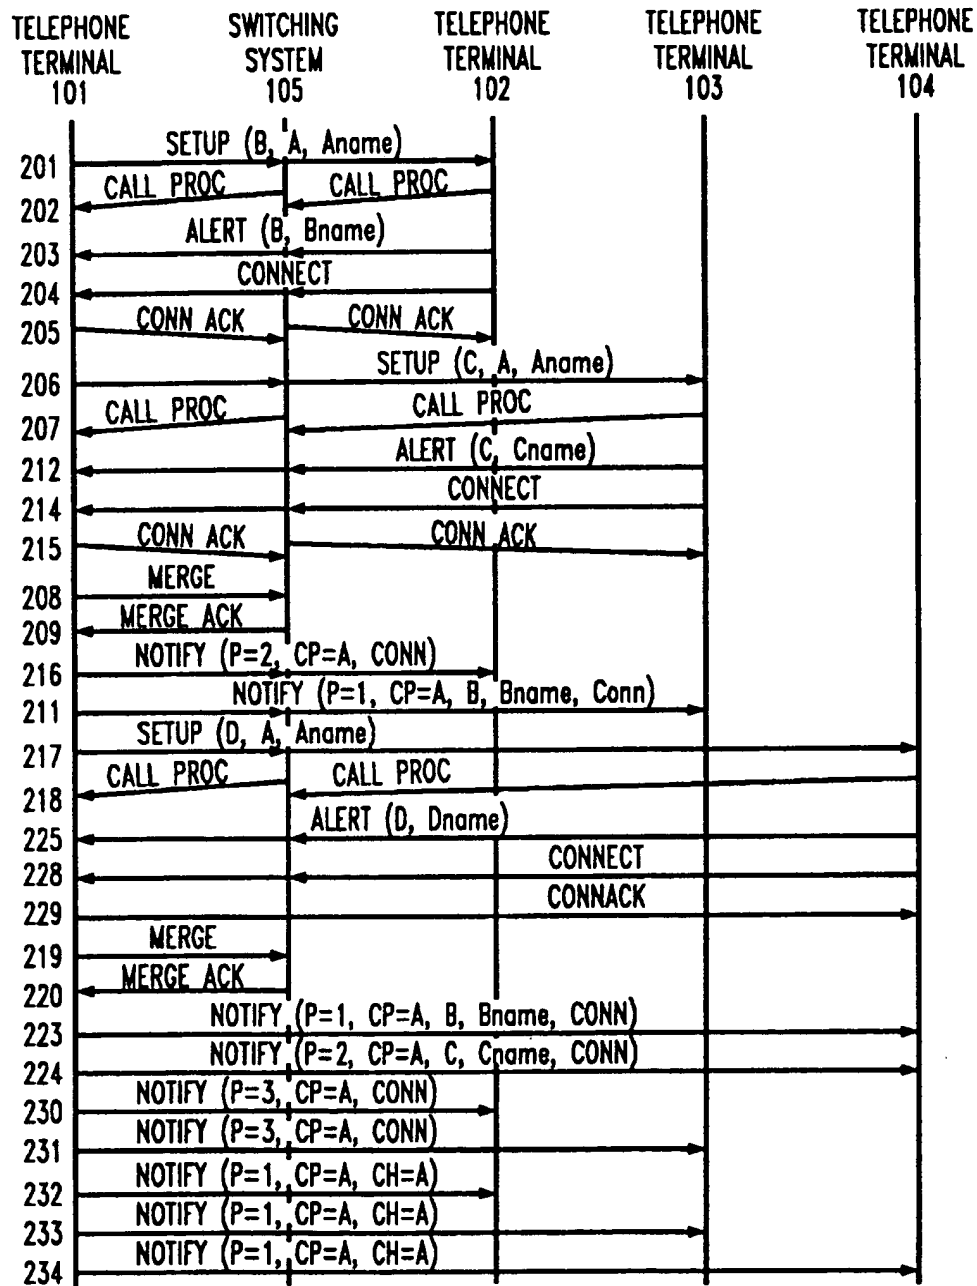 TELEPHONE TERMINAL 101
SWITCHING SYSTEM 105
TELEPHONE TERMINAL 102
TELEPHONE TERMINAL 103
TELEPHONE TERMINAL 104
SETUP (B, A, Aname)
201
CALL PROC CALL PROC
202
ALERT (B, Bname)
203
CONNECT
204
CONN ACK CONN ACK
205
SETUP (C, A, Aname)
206
CALL PROC CALL PROC
207
ALERT (C, Cname)
212
CONNECT
214
CONN ACK CONN ACK
215
MERGE
208
MERGE ACK
209
NOTIFY (P=2, CP=A, CONN)
216
NOTIFY (P=1, CP=A, B, Bname, Conn)
211
SETUP (D, A, Aname)
217
CALL PROC CALL PROC
218
ALERT (D, Dname)
225
CONNECT
228
CONNACK
229
MERGE
219
MERGE ACK
220
NOTIFY (P=1, CP=A, B, Bname, CONN)
223
NOTIFY (P=2, CP=A, C, Cname, CONN)
224
NOTIFY (P=3, CP=A, CONN)
230
NOTIFY (P=3, CP=A, CONN)
231
NOTIFY (P=1, CP=A, CH=A)
232
NOTIFY (P=1, CP=A, CH=A)
233
NOTIFY (P=1, CP=A, CH=A)
234